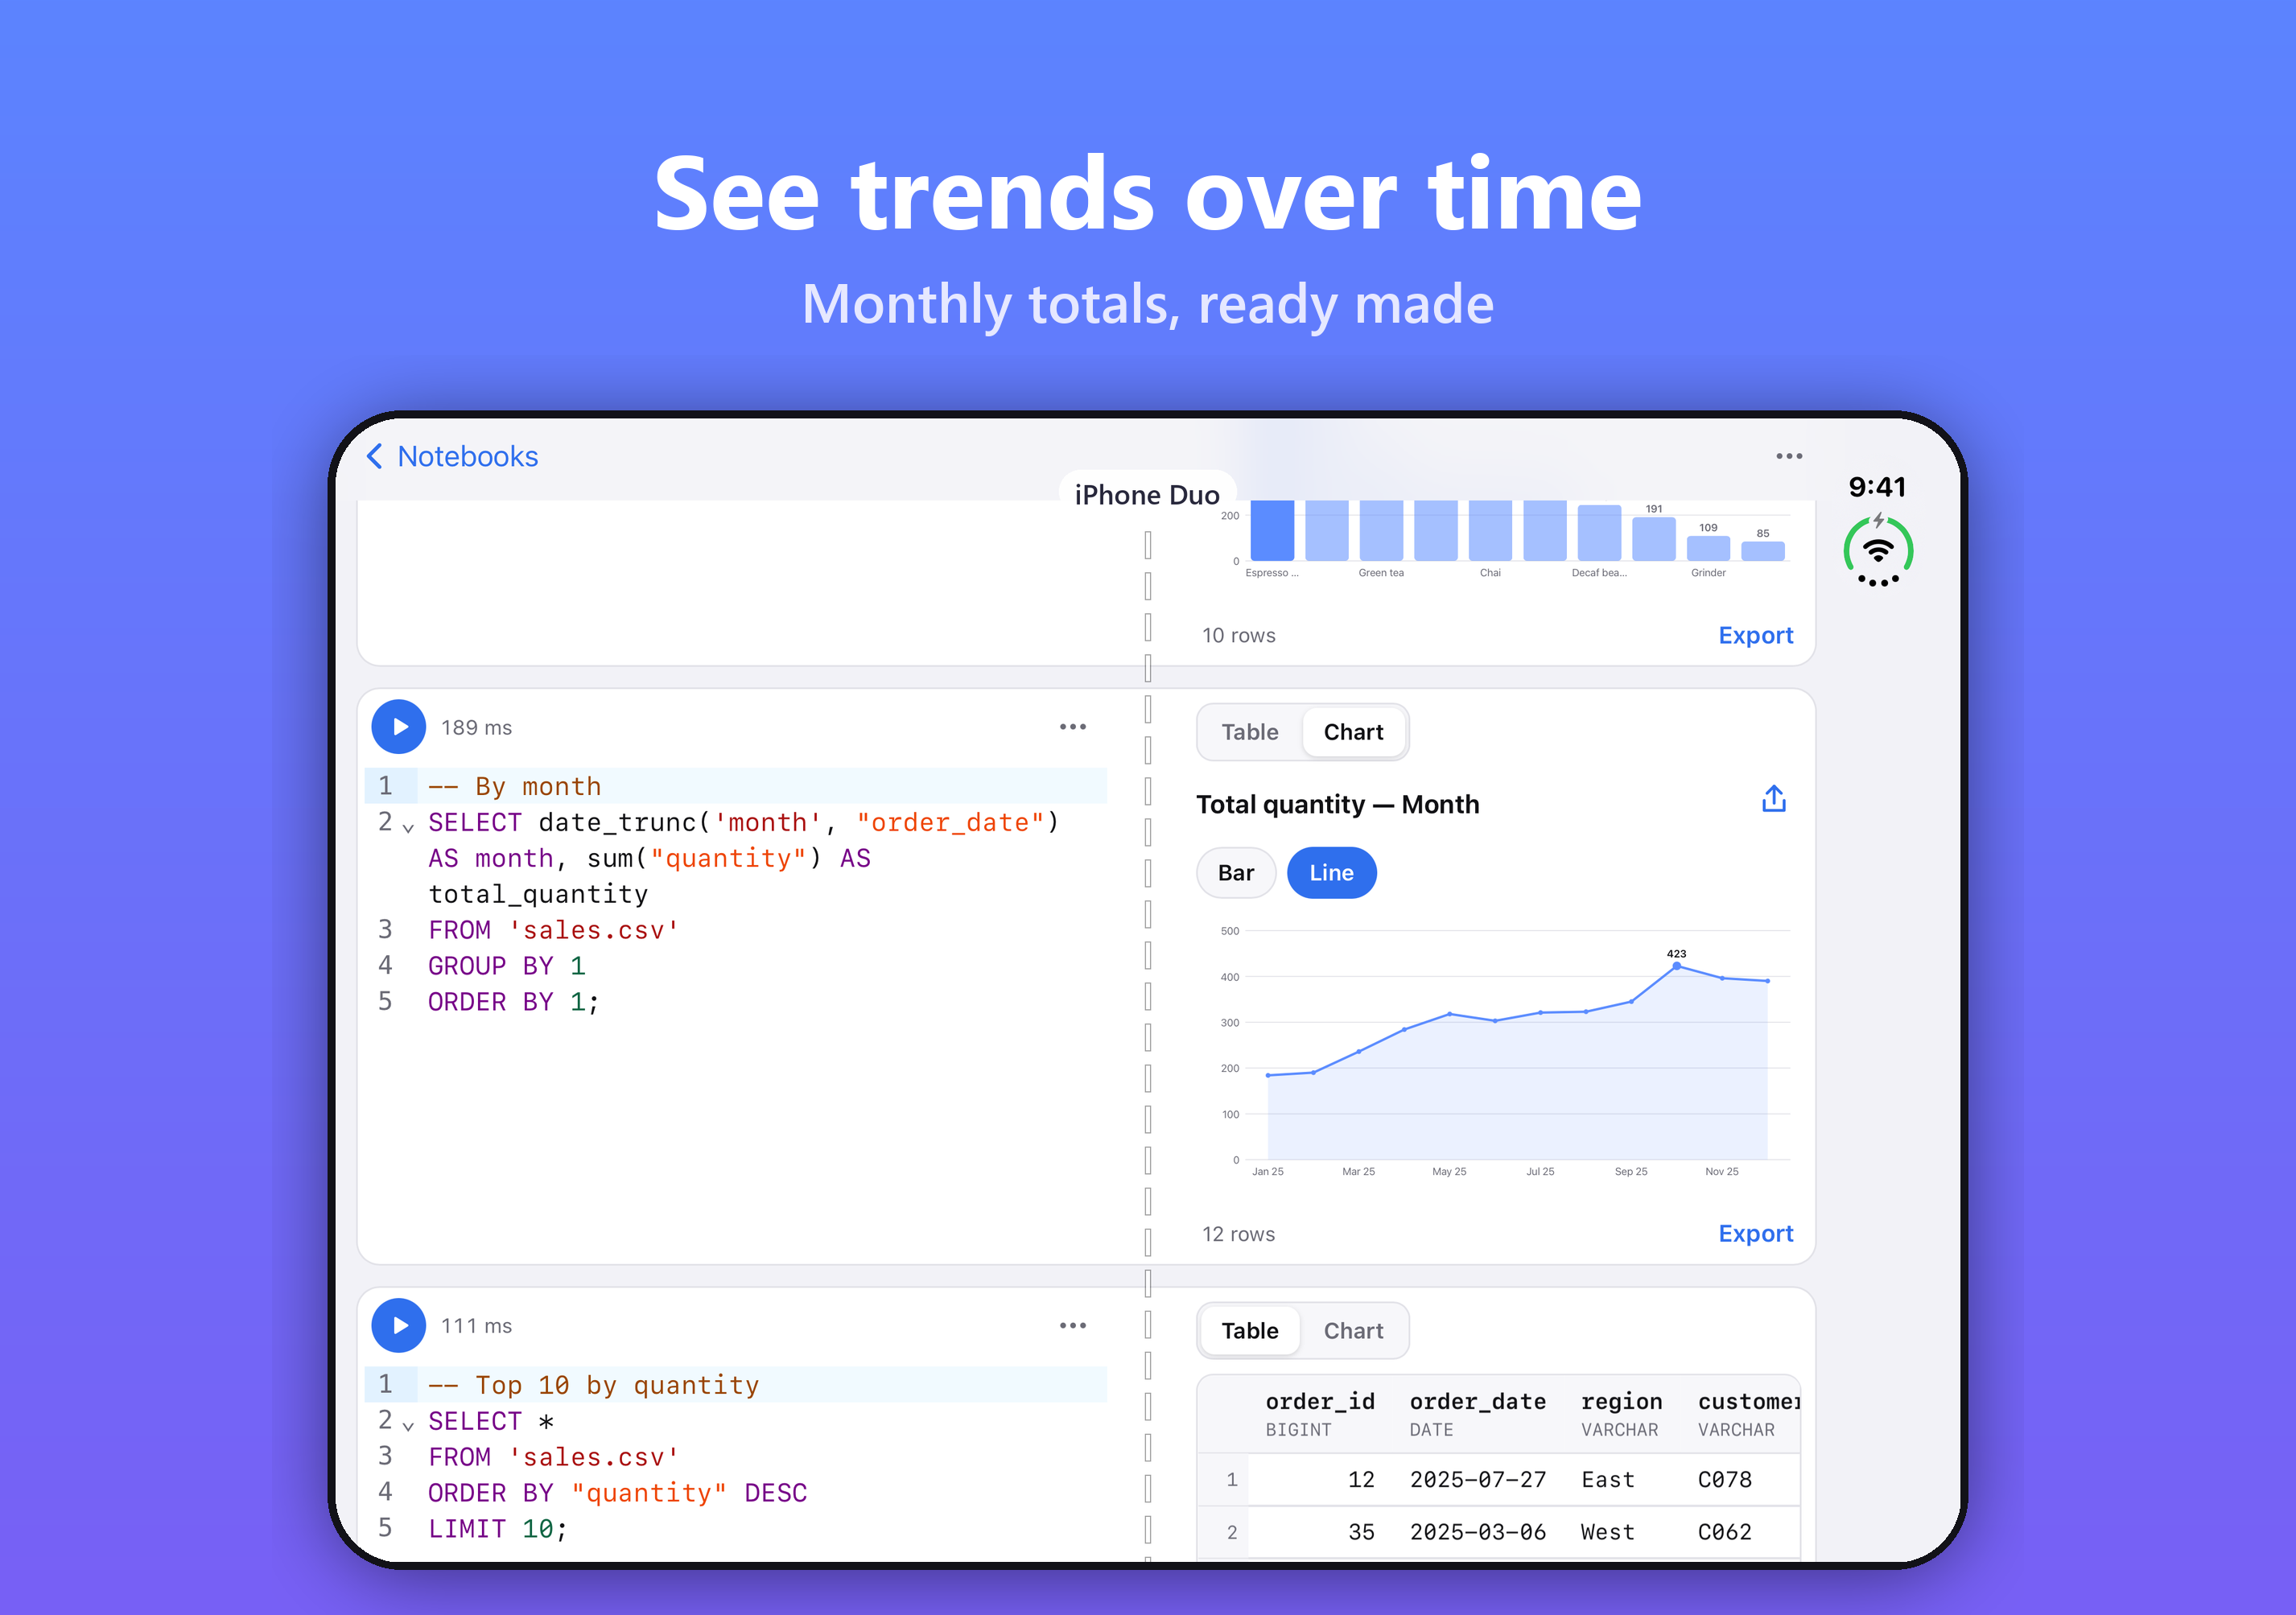 See trends over time
Monthly totals, ready made
Notebooks
9:41
iPhone Duo
200
191
109
85
0
Espresso ...
Green tea
Chai
Decaf bea...
Grinder
10 rows
Export
189 ms
1 -- By month
2 SELECT date_trunc('month', "order_date")
AS month, sum("quantity") AS
total_quantity
3 FROM 'sales.csv'
4 GROUP BY 1
5 ORDER BY 1;
Table Chart
Total quantity — Month
Bar Line
500
423
400
300
200
100
0
Jan 25 Mar 25 May 25 Jul 25 Sep 25 Nov 25
12 rows
Export
111 ms
1 -- Top 10 by quantity
2 SELECT *
3 FROM 'sales.csv'
4 ORDER BY "quantity" DESC
5 LIMIT 10;
Table Chart
order_id order_date region customer
BIGINT DATE VARCHAR VARCHAR
1 12 2025-07-27 East C078
2 35 2025-03-06 West C062